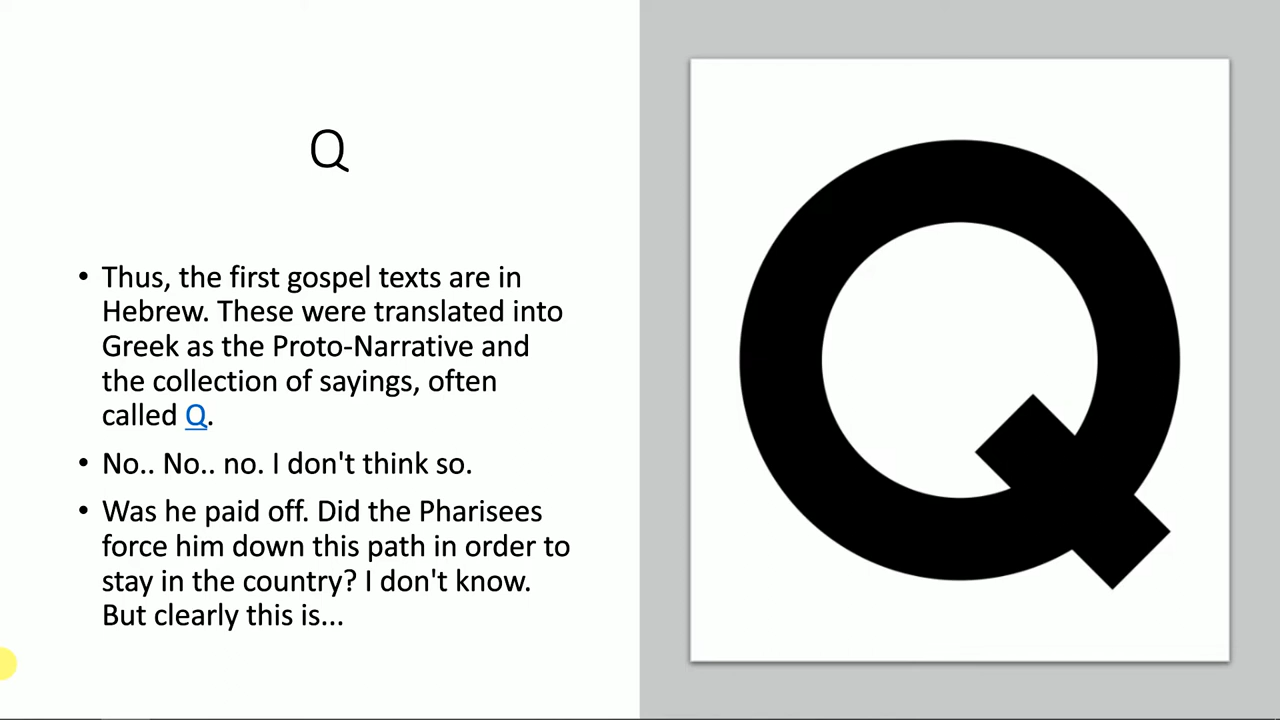 Q
• Thus, the first gospel texts are in
Hebrew. These were translated into
Greek as the Proto-Narrative and
the collection of sayings, often
called Q.
• No.. No.. no. I don't think so.
• Was he paid off. Did the Pharisees
force him down this path in order to
stay in the country? I don't know.
But clearly this is...
Q